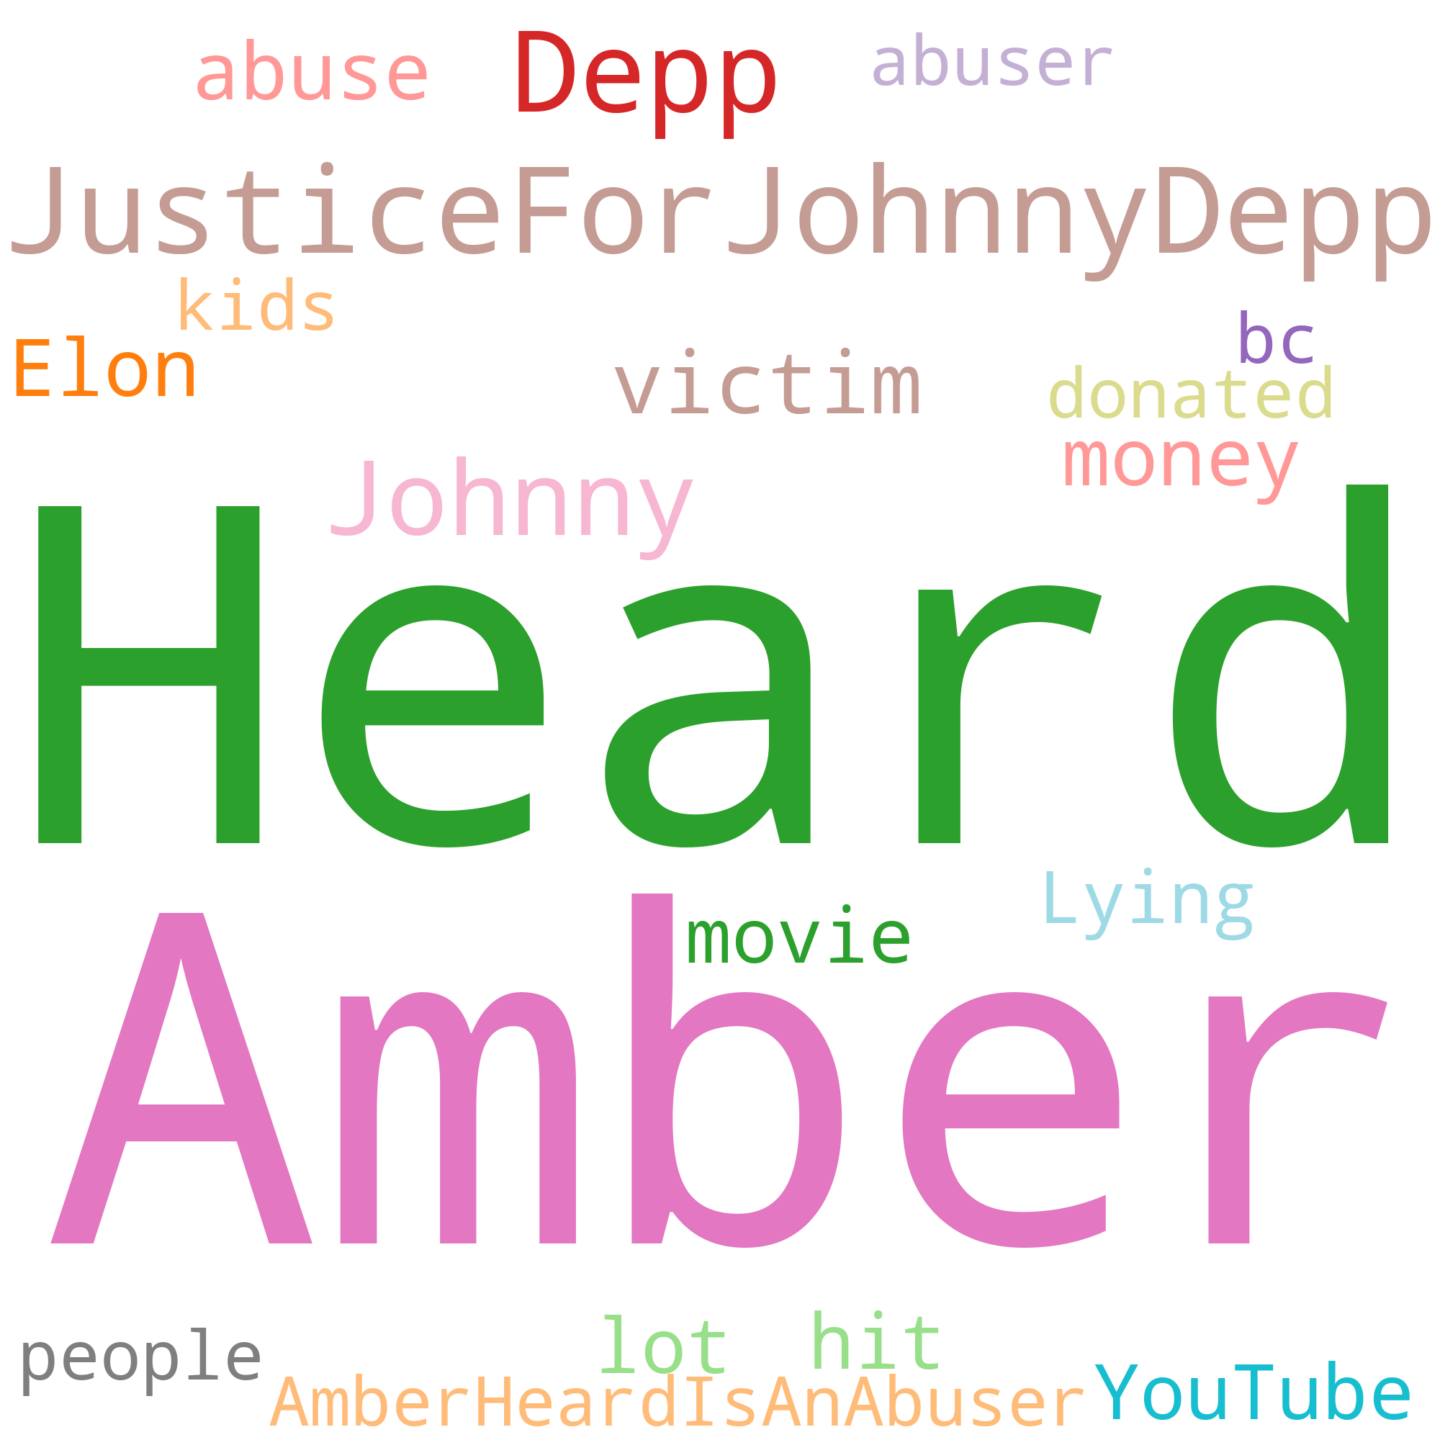 abuse Depp abuser
JusticeForJohnnyDepp
kids
bc
Elon victim donated
money
Johnny
Heard
Lying
movie
Amber
people lot hit
AmberHeardIsAnAbuser YouTube